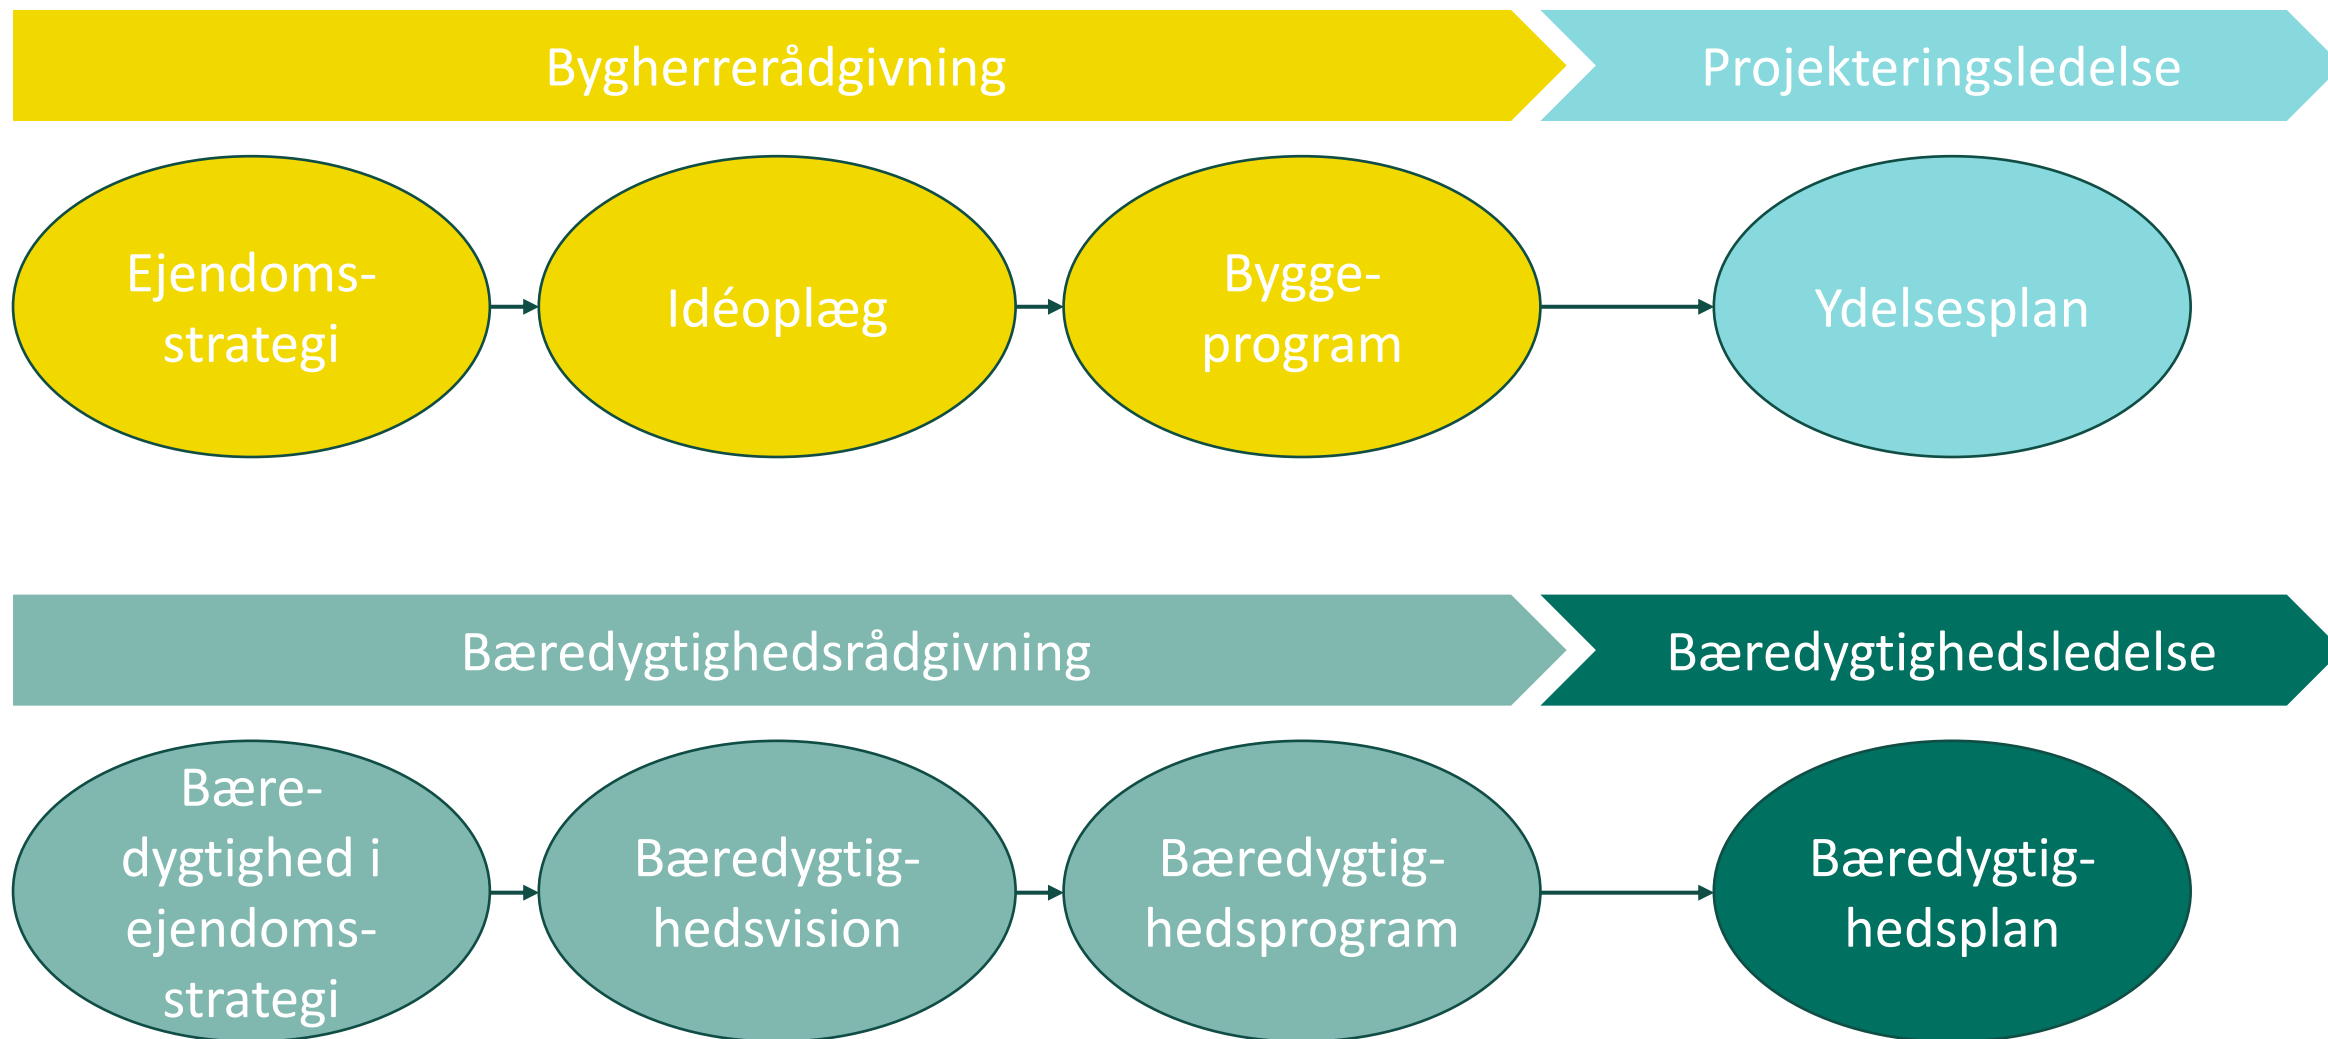 Bygherrerådgivning
Projekteringsledelse
Ejendoms-
strategi
Idéoplæg
Bygge-
program
Ydelsesplan
Bæredygtighedsrådgivning
Bæredygtighedsledelse
Bære-
dygtighed i
ejendoms-
strategi
Bæredygtig-
hedsvision
Bæredygtig-
hedsprogram
Bæredygtig-
hedsplan